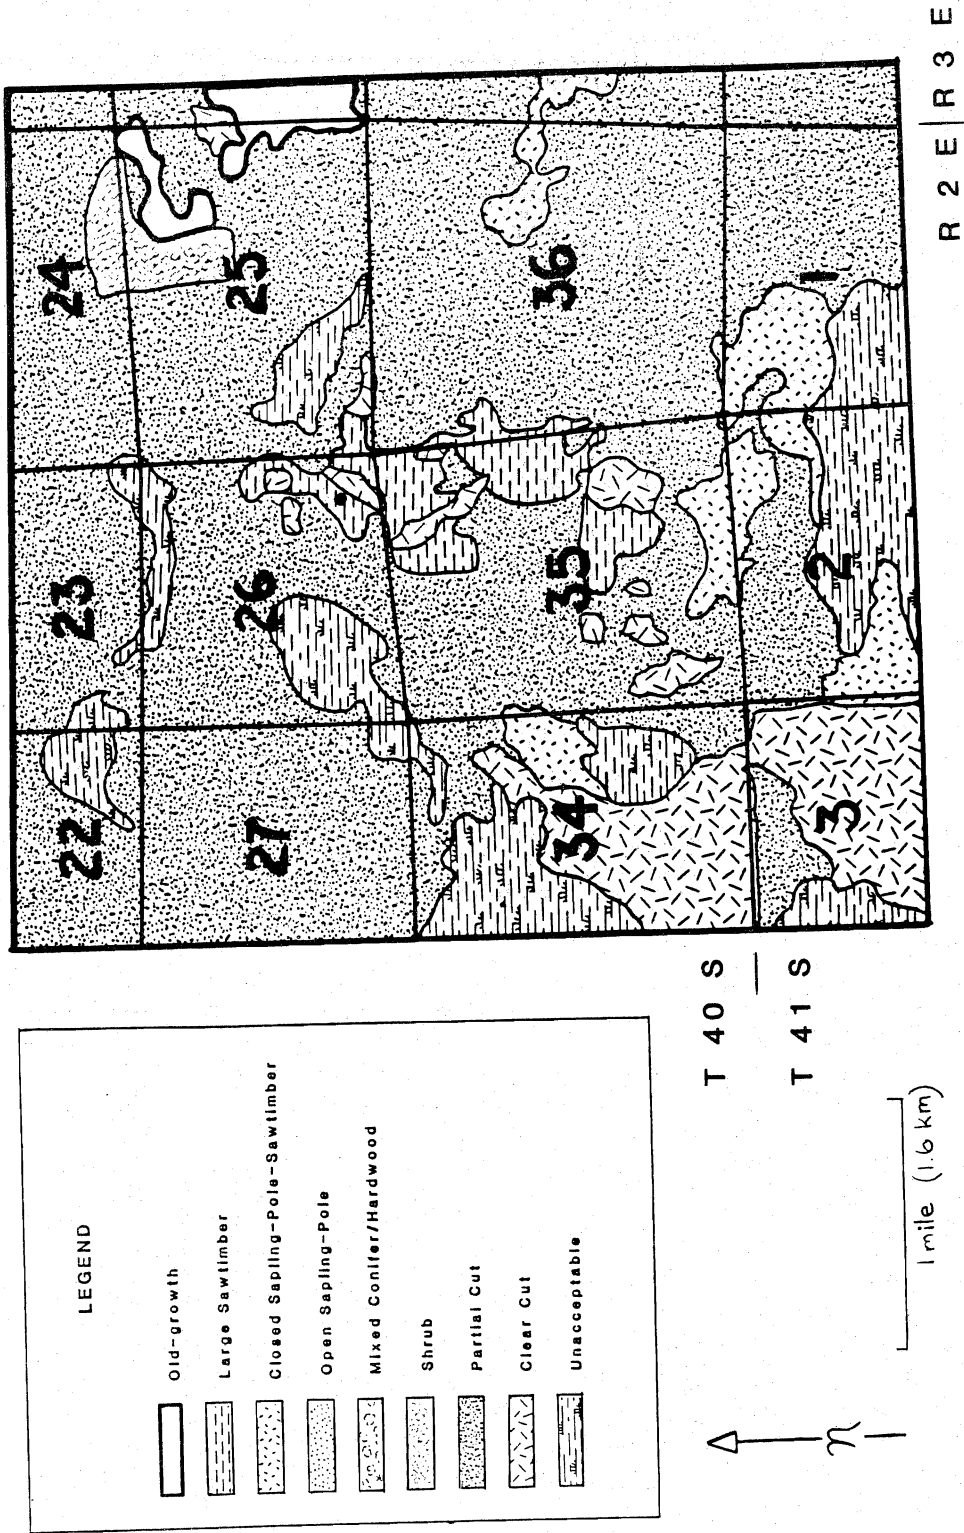 R 2 E | R 3 E
24
25
36
1
23
26
35
2
22
27
34
3
T 40 S
T 41 S
LEGEND
Old-growth
Large Sawtimber
Closed Sapling-Pole-Sawtimber
Open Sapling-Pole
Mixed Conifer/Hardwood
Shrub
Partial Cut
Clear Cut
Unacceptable
n
1 mile (1.6 km)